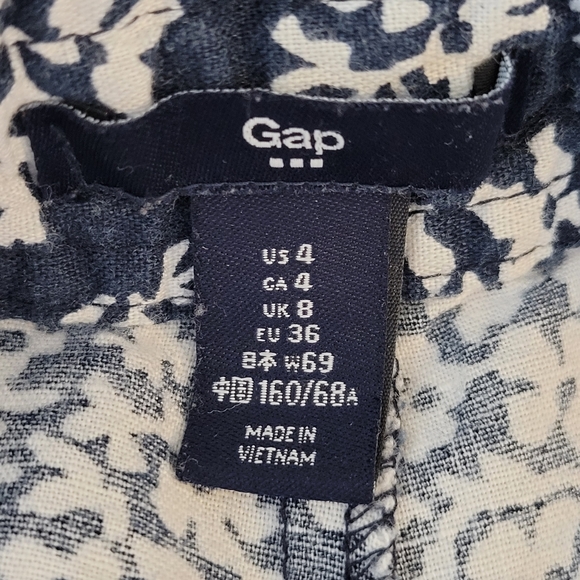 Gap
US 4
CA 4
UK 8
EU 36
日本 W69
中国 160/68A
MADE IN
VIETNAM